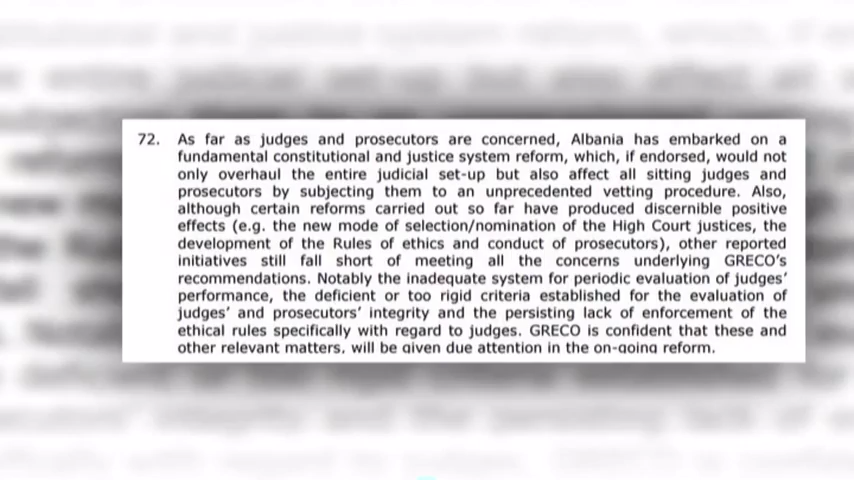 72. As far as judges and prosecutors are concerned, Albania has embarked on a
fundamental constitutional and justice system reform, which, if endorsed, would not
only overhaul the entire judicial set-up but also affect all sitting judges and
prosecutors by subjecting them to an unprecedented vetting procedure. Also,
although certain reforms carried out so far have produced discernible positive
effects (e.g. the new mode of selection/nomination of the High Court justices, the
development of the Rules of ethics and conduct of prosecutors), other reported
initiatives still fall short of meeting all the concerns underlying GRECO's
recommendations. Notably the inadequate system for periodic evaluation of judges'
performance, the deficient or too rigid criteria established for the evaluation of
judges' and prosecutors' integrity and the persisting lack of enforcement of the
ethical rules specifically with regard to judges. GRECO is confident that these and
other relevant matters, will be given due attention in the on-going reform.